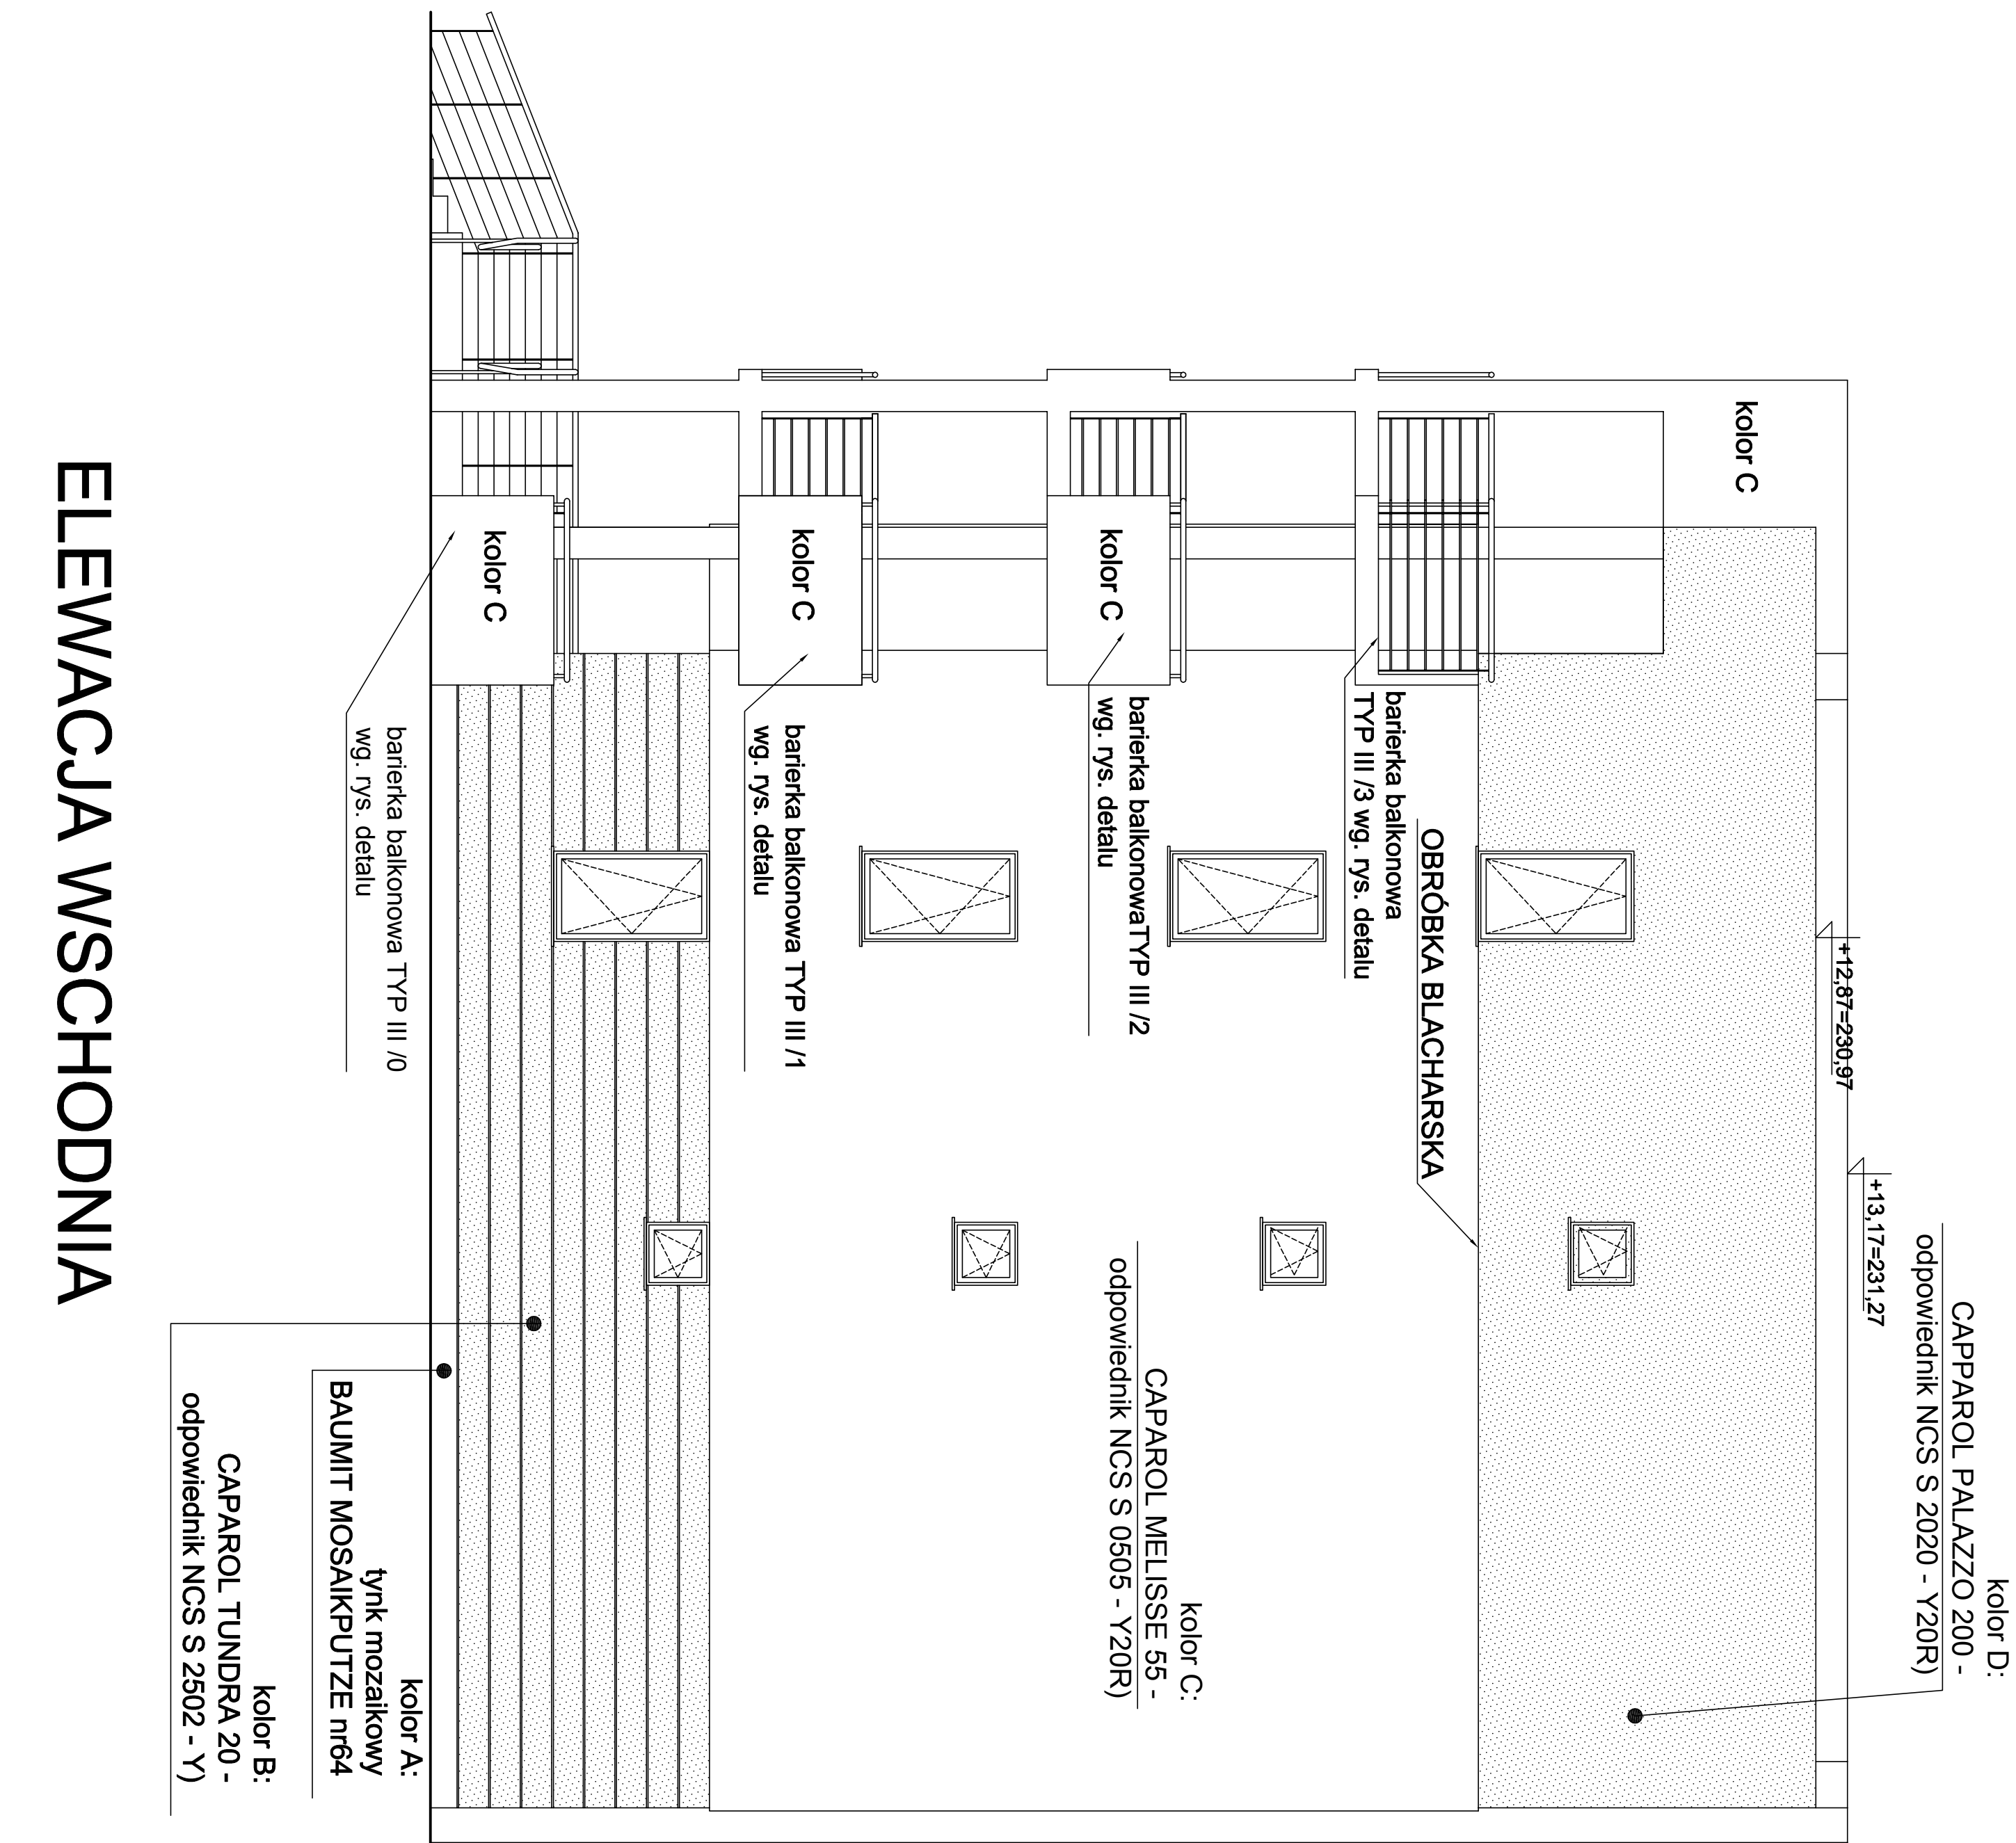 kolor D:
CAPPAROL PALAZZO 200 -
odpowiednik NCS S 2020 - Y20R)
+13,17=231,27
+12,87=230,97
kolor C
OBRÓBKA BLACHARSKA
barierka balkonowa
TYP III /3 wg. rys. detalu
kolor C:
CAPAROL MELISSE 55 -
odpowiednik NCS S 0505 - Y20R)
kolor C
barierka balkonowaTYP III /2
wg. rys. detalu
kolor C
barierka balkonowa TYP III /1
wg. rys. detalu
kolor C
barierka balkonowa TYP III /0
wg. rys. detalu
kolor A:
tynk mozaikowy
BAUMIT MOSAIKPUTZE nr64
kolor B:
CAPAROL TUNDRA 20 -
odpowiednik NCS S 2502 - Y)
ELEWACJA WSCHODNIA